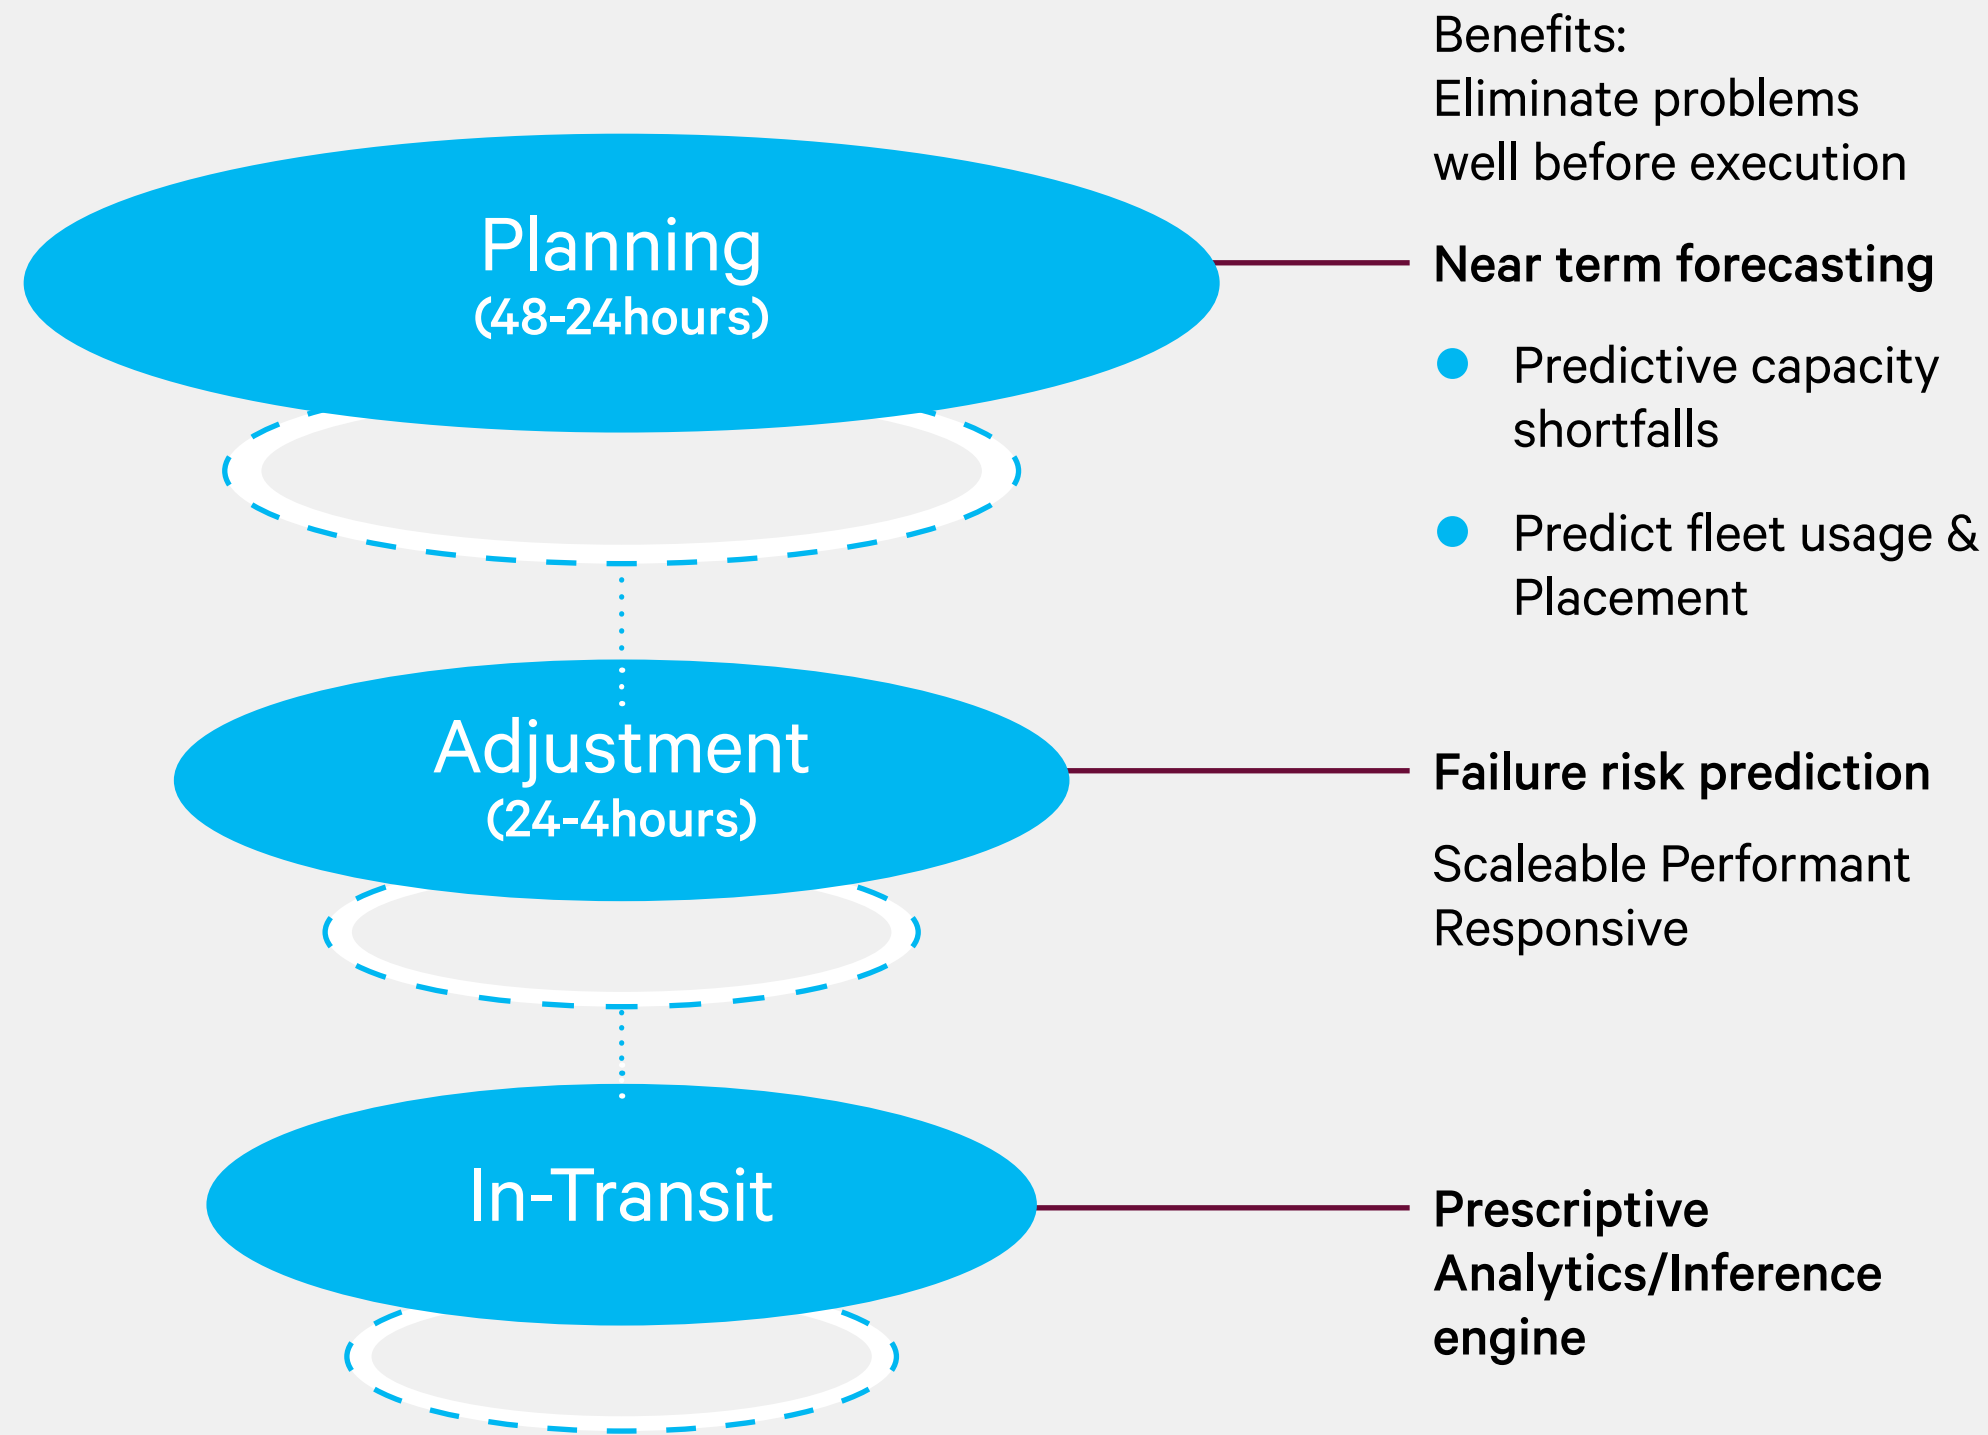 Benefits:
Eliminate problems
well before execution
Planning
(48-24hours)
Near term forecasting
Predictive capacity
shortfalls
Predict fleet usage &
Placement
Adjustment
(24-4hours)
Failure risk prediction
Scaleable Performant
Responsive
In-Transit
Prescriptive
Analytics/Inference
engine